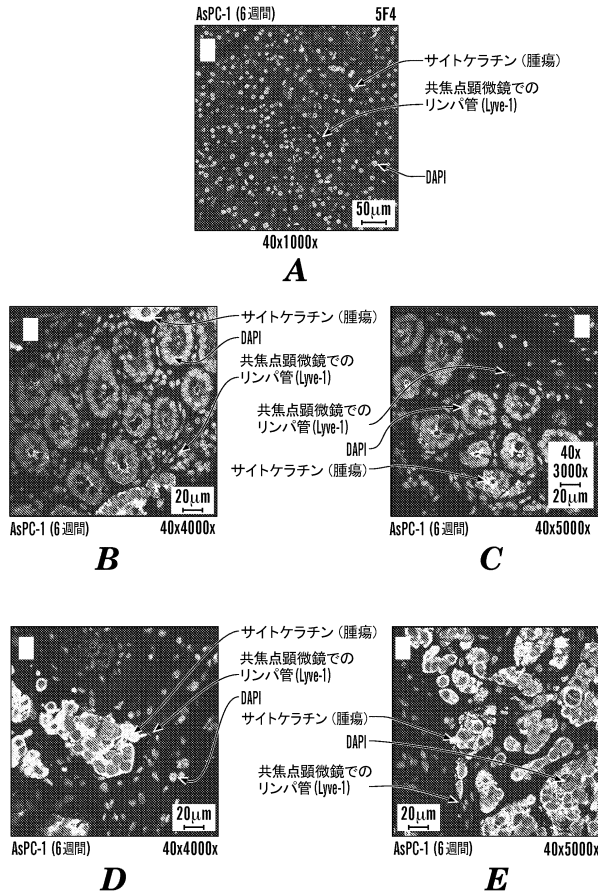 AsPC-1 (6週間) 5F4
サイトケラチン (腫瘍)
共焦点顕微鏡での
リンパ管(Lyve-1)
DAPI
50μm
40x1000x
A
サイトケラチン (腫瘍)
DAPI
共焦点顕微鏡での
リンパ管(Lyve-1)
20μm
AsPC-1 (6週間) 40x4000x
B
共焦点顕微鏡での
リンパ管(Lyve-1)
DAPI
サイトケラチン (腫瘍)
40x
3000x
20μm
AsPC-1 (6週間) 40x5000x
C
サイトケラチン (腫瘍)
共焦点顕微鏡での
リンパ管(Lyve-1)
DAPI
20μm
AsPC-1 (6週間) 40x4000x
D
サイトケラチン (腫瘍)
DAPI
共焦点顕微鏡での
リンパ管(Lyve-1)
20μm
AsPC-1 (6週間) 40x5000x
E